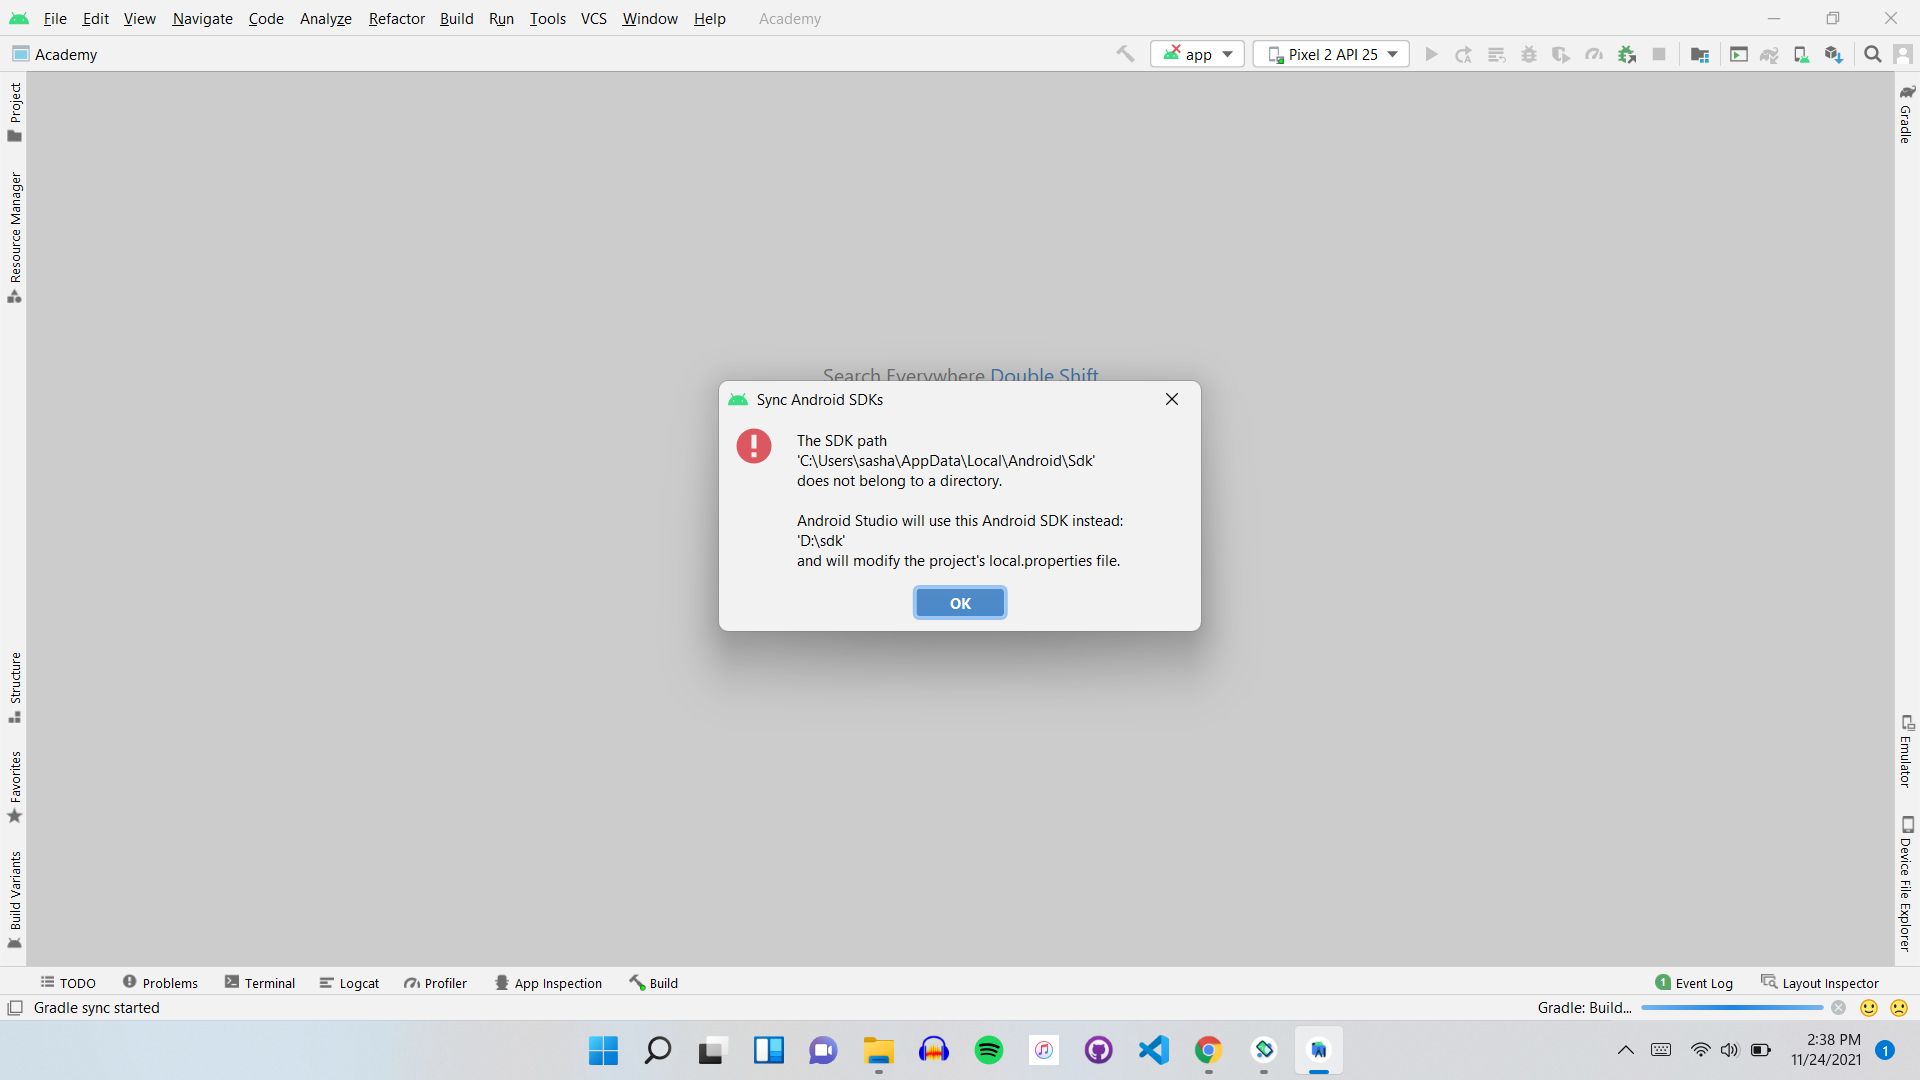 File Edit View Navigate Code Analyze Refactor Build Run Tools VCS Window Help Academy
Academy
app
Pixel 2 API 25
Project
Resource Manager
Structure
Favorites
Build Variants
Gradle
Emulator
Device File Explorer
Search Everywhere Double Shift
Sync Android SDKs
The SDK path
'C:\Users\sasha\AppData\Local\Android\Sdk'
does not belong to a directory.
Android Studio will use this Android SDK instead:
'D:\sdk'
and will modify the project's local.properties file.
OK
TODO Problems Terminal Logcat Profiler App Inspection Build
1 Event Log Layout Inspector
Gradle sync started
Gradle: Build...
2:38 PM
11/24/2021
1